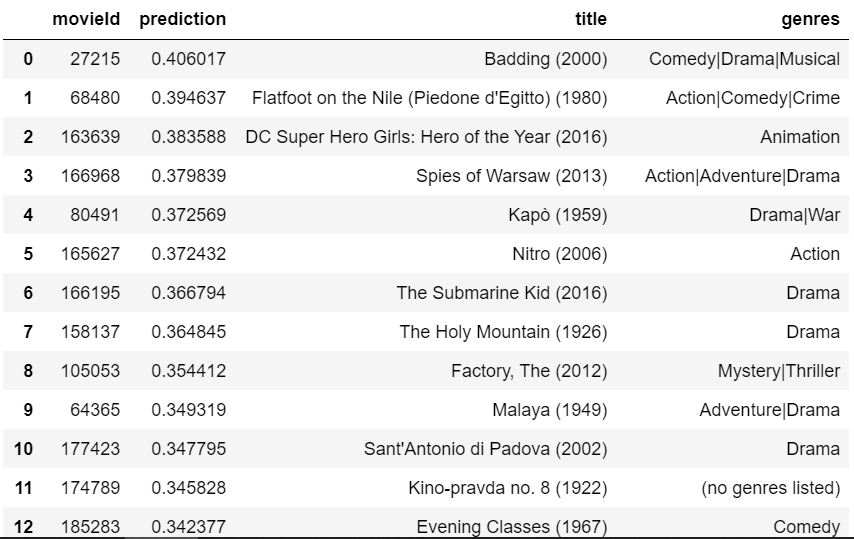 movieId prediction title genres
0 27215 0.406017 Badding (2000) Comedy|Drama|Musical
1 68480 0.394637 Flatfoot on the Nile (Piedone d'Egitto) (1980) Action|Comedy|Crime
2 163639 0.383588 DC Super Hero Girls: Hero of the Year (2016) Animation
3 166968 0.379839 Spies of Warsaw (2013) Action|Adventure|Drama
4 80491 0.372569 Kapò (1959) Drama|War
5 165627 0.372432 Nitro (2006) Action
6 166195 0.366794 The Submarine Kid (2016) Drama
7 158137 0.364845 The Holy Mountain (1926) Drama
8 105053 0.354412 Factory, The (2012) Mystery|Thriller
9 64365 0.349319 Malaya (1949) Adventure|Drama
10 177423 0.347795 Sant'Antonio di Padova (2002) Drama
11 174789 0.345828 Kino-pravda no. 8 (1922) (no genres listed)
12 185283 0.342377 Evening Classes (1967) Comedy